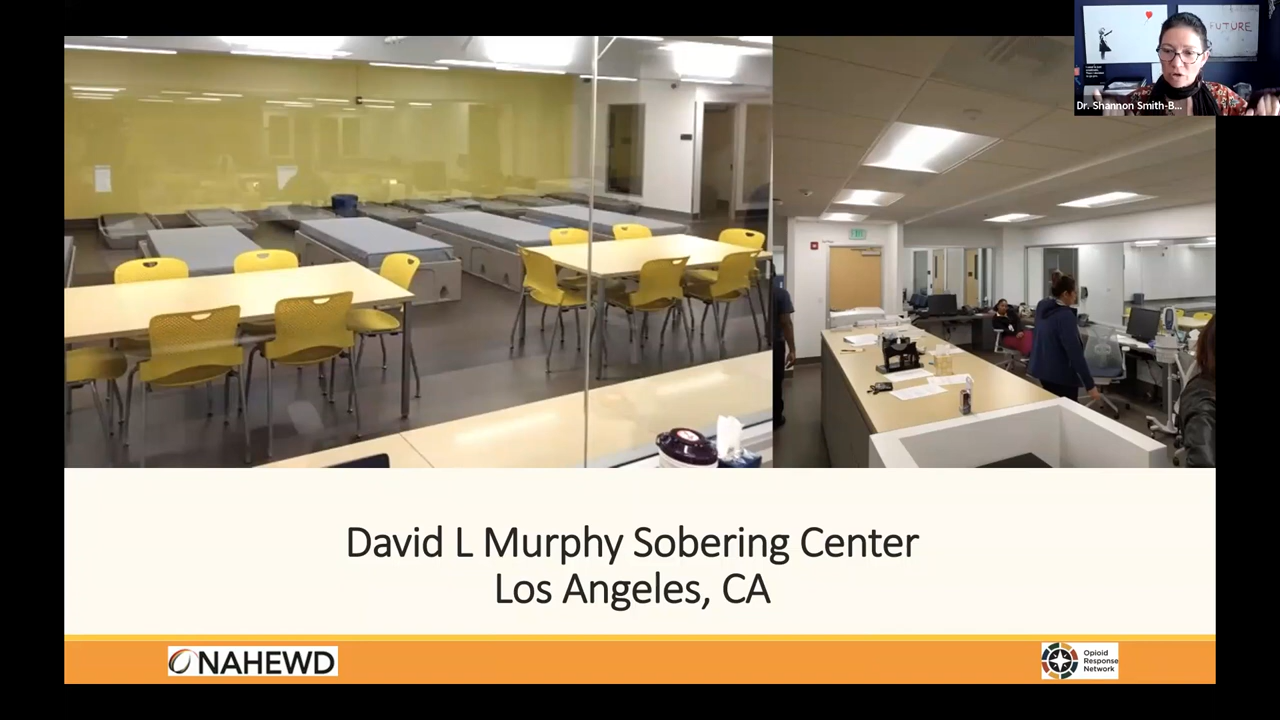 FUTURE
Dr. Shannon Smith-B...
David L Murphy Sobering Center
Los Angeles, CA
NAHEWD
Opioid
Response
Network